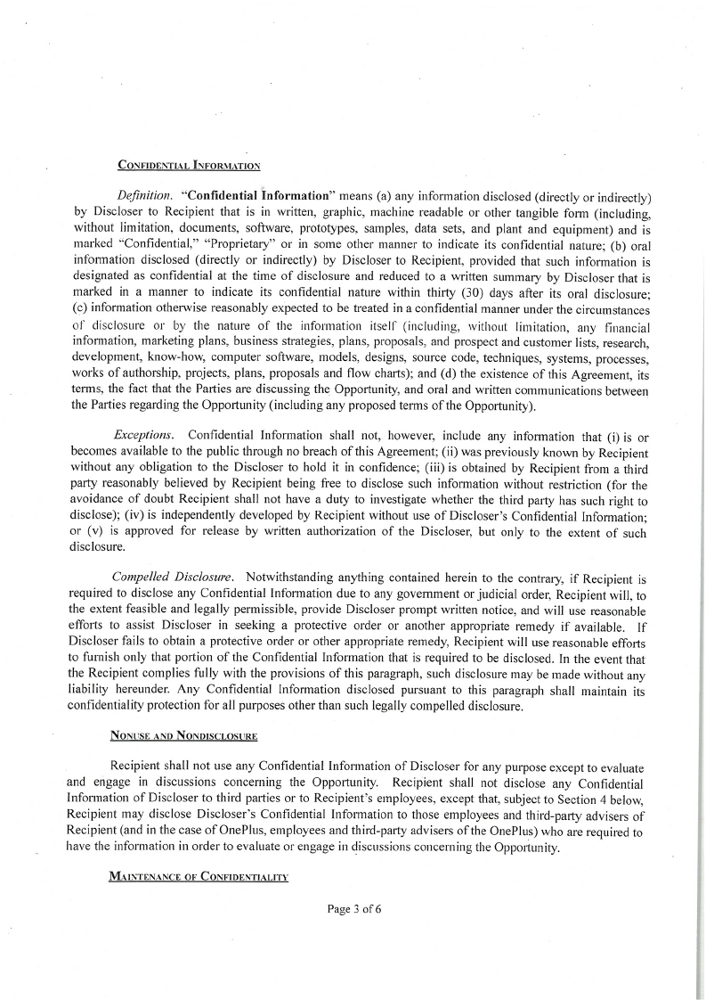 CONFIDENTIAL INFORMATION
Definition. “Confidential Information” means (a) any information disclosed (directly or indirectly)
by Discloser to Recipient that is in written, graphic, machine readable or other tangible form (including,
without limitation, documents, software, prototypes, samples, data sets, and plant and equipment) and is
marked “Confidential,” “Proprietary” or in some other manner to indicate its confidential nature; (b) oral
information disclosed (directly or indirectly) by Discloser to Recipient, provided that such information is
designated as confidential at the time of disclosure and reduced to a written summary by Discloser that is
marked in a manner to indicate its confidential nature within thirty (30) days after its oral disclosure;
(c) information otherwise reasonably expected to be treated in a confidential manner under the circumstances
of disclosure or by the nature of the information itself (including, without limitation, any financial
information, marketing plans, business strategies, plans, proposals, and prospect and customer lists, research,
development, know-how, computer software, models, designs, source code, techniques, systems, processes,
works of authorship, projects, plans, proposals and flow charts); and (d) the existence of this Agreement, its
terms, the fact that the Parties are discussing the Opportunity, and oral and written communications between
the Parties regarding the Opportunity (including any proposed terms of the Opportunity).
Exceptions. Confidential Information shall not, however, include any information that (i) is or
becomes available to the public through no breach of this Agreement; (ii) was previously known by Recipient
without any obligation to the Discloser to hold it in confidence; (iii) is obtained by Recipient from a third
party reasonably believed by Recipient being free to disclose such information without restriction (for the
avoidance of doubt Recipient shall not have a duty to investigate whether the third party has such right to
disclose); (iv) is independently developed by Recipient without use of Discloser’s Confidential Information;
or (v) is approved for release by written authorization of the Discloser, but only to the extent of such
disclosure.
Compelled Disclosure. Notwithstanding anything contained herein to the contrary, if Recipient is
required to disclose any Confidential Information due to any government or judicial order, Recipient will, to
the extent feasible and legally permissible, provide Discloser prompt written notice, and will use reasonable
efforts to assist Discloser in seeking a protective order or another appropriate remedy if available. If
Discloser fails to obtain a protective order or other appropriate remedy, Recipient will use reasonable efforts
to furnish only that portion of the Confidential Information that is required to be disclosed. In the event that
the Recipient complies fully with the provisions of this paragraph, such disclosure may be made without any
liability hereunder. Any Confidential Information disclosed pursuant to this paragraph shall maintain its
confidentiality protection for all purposes other than such legally compelled disclosure.
NONUSE AND NONDISCLOSURE
Recipient shall not use any Confidential Information of Discloser for any purpose except to evaluate
and engage in discussions concerning the Opportunity. Recipient shall not disclose any Confidential
Information of Discloser to third parties or to Recipient’s employees, except that, subject to Section 4 below,
Recipient may disclose Discloser’s Confidential Information to those employees and third-party advisers of
Recipient (and in the case of OnePlus, employees and third-party advisers of the OnePlus) who are required to
have the information in order to evaluate or engage in discussions concerning the Opportunity.
MAINTENANCE OF CONFIDENTIALITY
Page 3 of 6